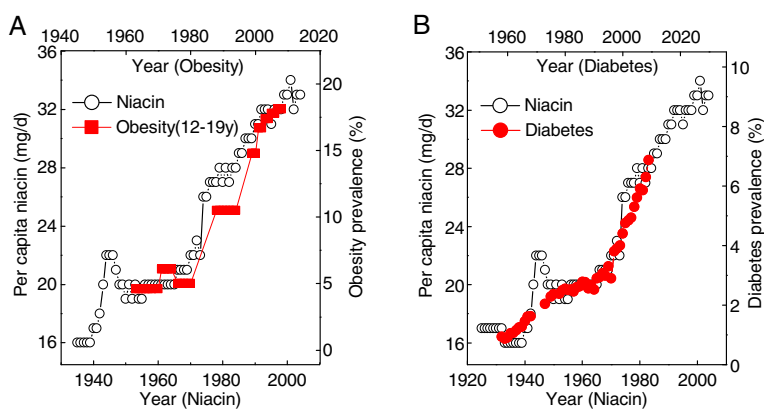 A
1940 1960 1980 2000 2020
Year (Obesity)
Niacin
Obesity(12-19y)
Per capita niacin (mg/d)
36
32
28
24
20
16
20
15
10
5
0
Obesity prevalence (%)
1940 1960 1980 2000
Year (Niacin)
B
1960 1980 2000 2020
Year (Diabetes)
Niacin
Diabetes
Per capita niacin (mg/d)
36
32
28
24
20
16
10
8
6
4
2
0
Diabetes prevalence (%)
1920 1940 1960 1980 2000
Year (Niacin)